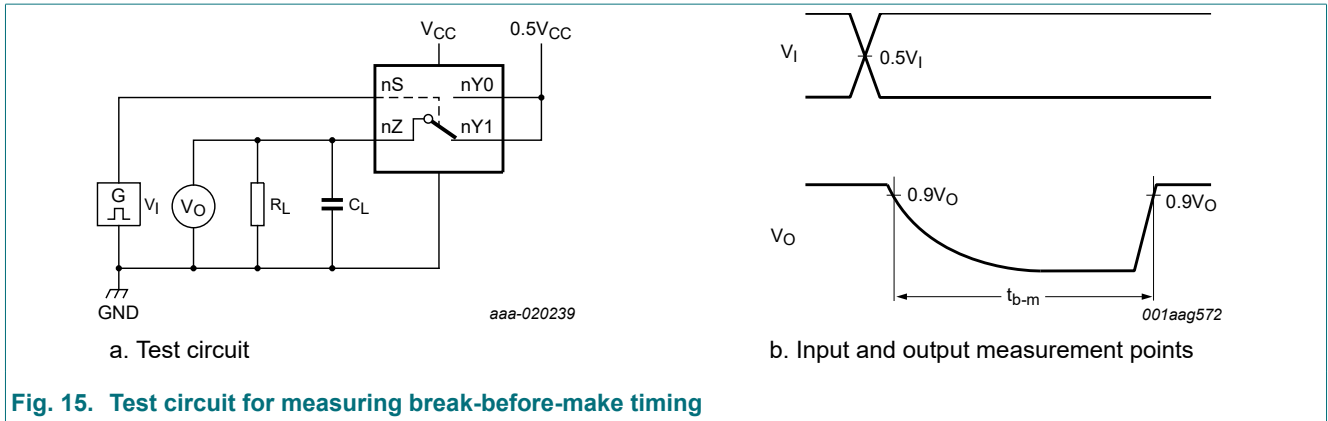 VCC 0.5VCC
nS nY0
nZ nY1
G VI VO RL CL
GND
aaa-020239
a. Test circuit
VI 0.5VI
0.9VO 0.9VO
VO
tb-m
001aag572
b. Input and output measurement points
Fig. 15. Test circuit for measuring break-before-make timing